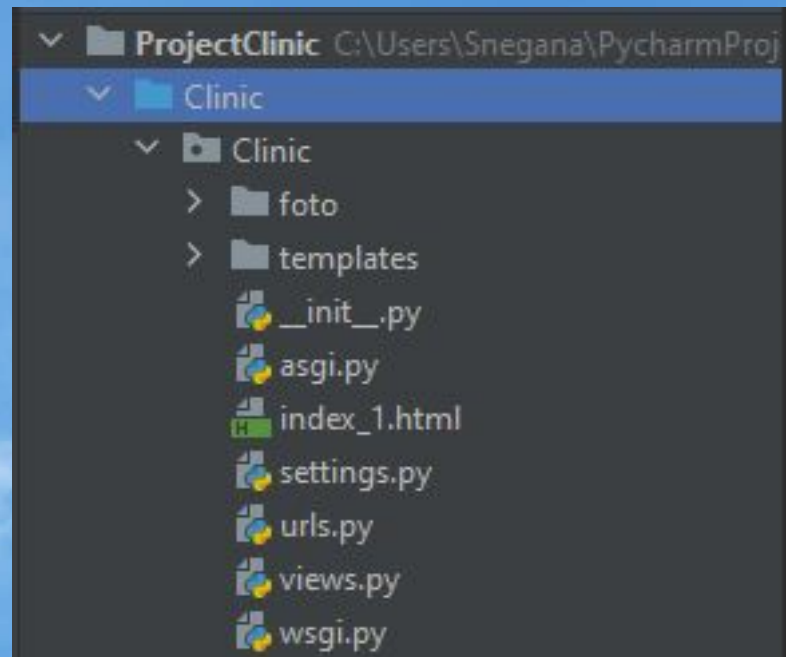 ProjectClinic C:\Users\Snegana\PycharmProj
Clinic
Clinic
foto
templates
__init__.py
asgi.py
index_1.html
settings.py
urls.py
views.py
wsgi.py